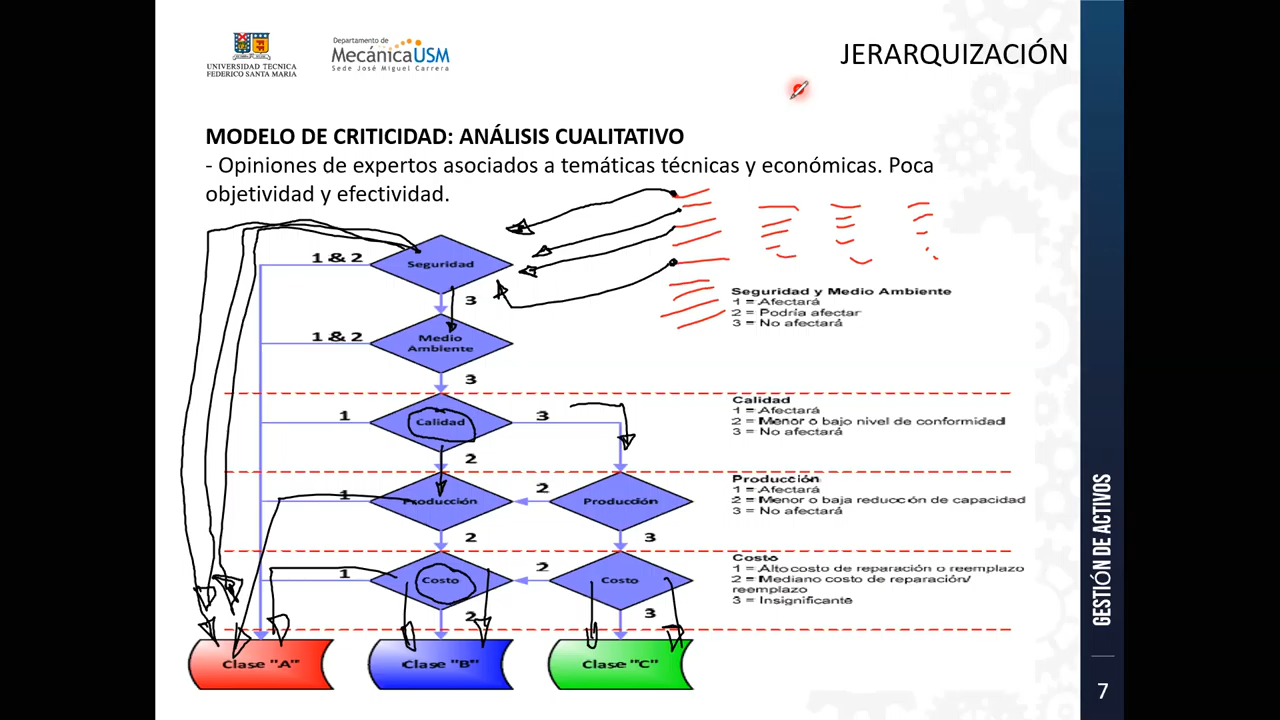 UNIVERSIDAD TECNICA
FEDERICO SANTA MARIA
Departamento de
MecánicaUSM
Sede José Miguel Carrera
JERARQUIZACIÓN
MODELO DE CRITICIDAD: ANÁLISIS CUALITATIVO
- Opiniones de expertos asociados a temáticas técnicas y económicas. Poca
objetividad y efectividad.
1 & 2
Seguridad
3
Seguridad y Medio Ambiente
1 = Afectará
2 = Podría afectar
3 = No afectará
1 & 2
Medio
Ambiente
3
Calidad
1 = Afectará
2 = Menor o bajo nivel de conformidad
3 = No afectará
1
Calidad
3
2
Producción
1 = Afectará
2 = Menor o baja reducción de capacidad
3 = No afectará
1
Producción
2
Producción
2
3
Costo
1 = Alto costo de reparación o reemplazo
2 = Mediano costo de reparación/
reemplazo
3 = Insignificante
1
Costo
2
Costo
2
3
Clase "A"
Clase "B"
Clase "C"
GESTIÓN DE ACTIVOS
7